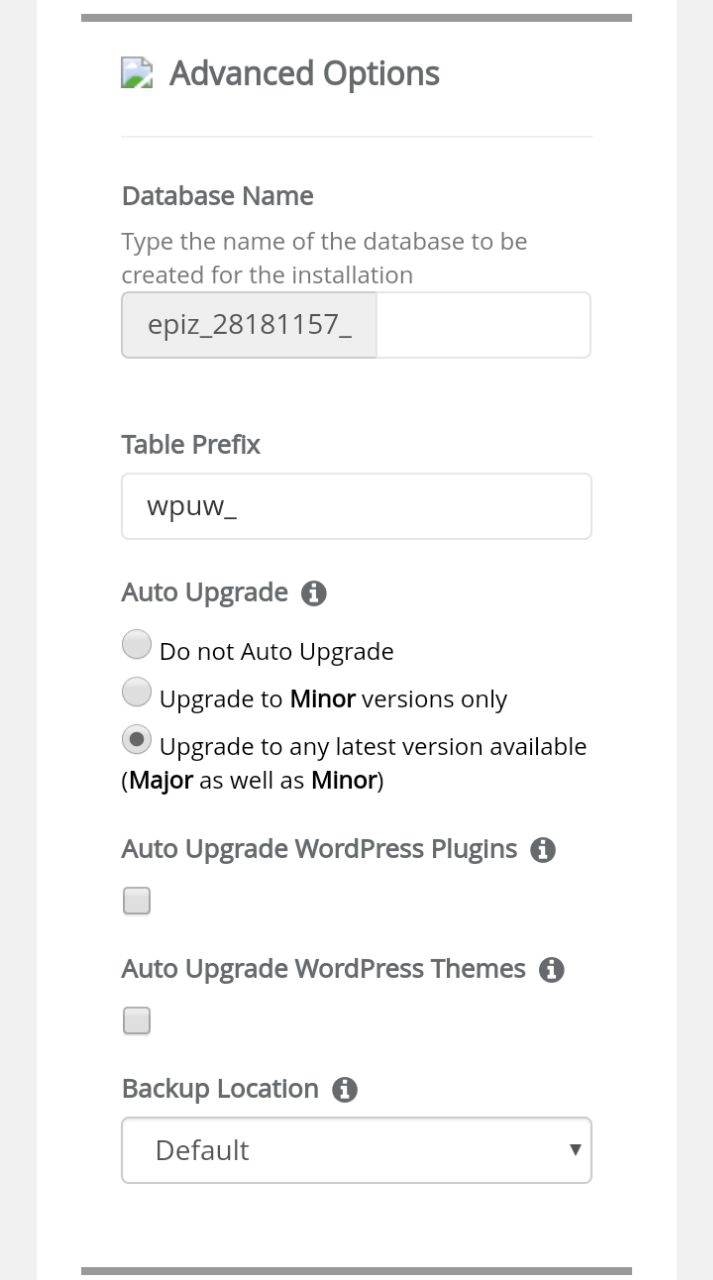 Advanced Options
Database Name
Type the name of the database to be
created for the installation
epiz_28181157_
Table Prefix
wpuw_
Auto Upgrade
Do not Auto Upgrade
Upgrade to Minor versions only
Upgrade to any latest version available
(Major as well as Minor)
Auto Upgrade WordPress Plugins
Auto Upgrade WordPress Themes
Backup Location
Default